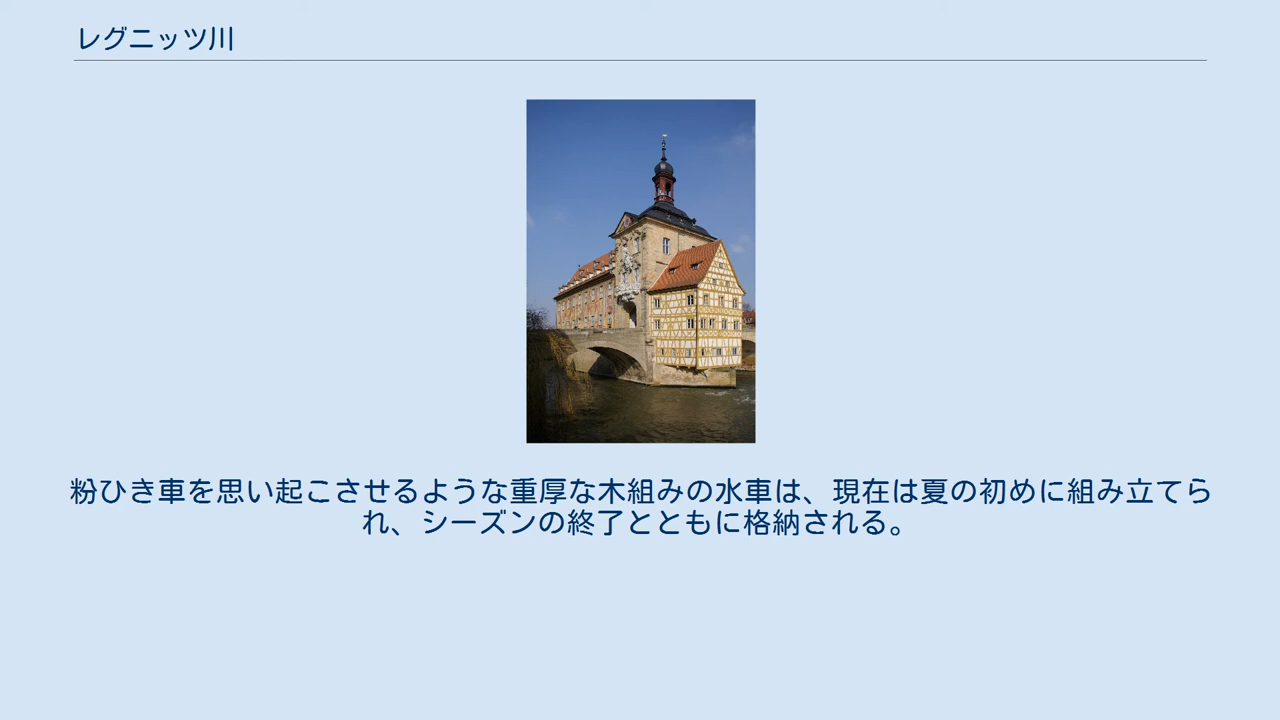 レグニッツ川
粉ひき車を思い起こさせるような重厚な木組みの水車は、現在は夏の初めに組み立てら
れ、シーズンの終了とともに格納される。